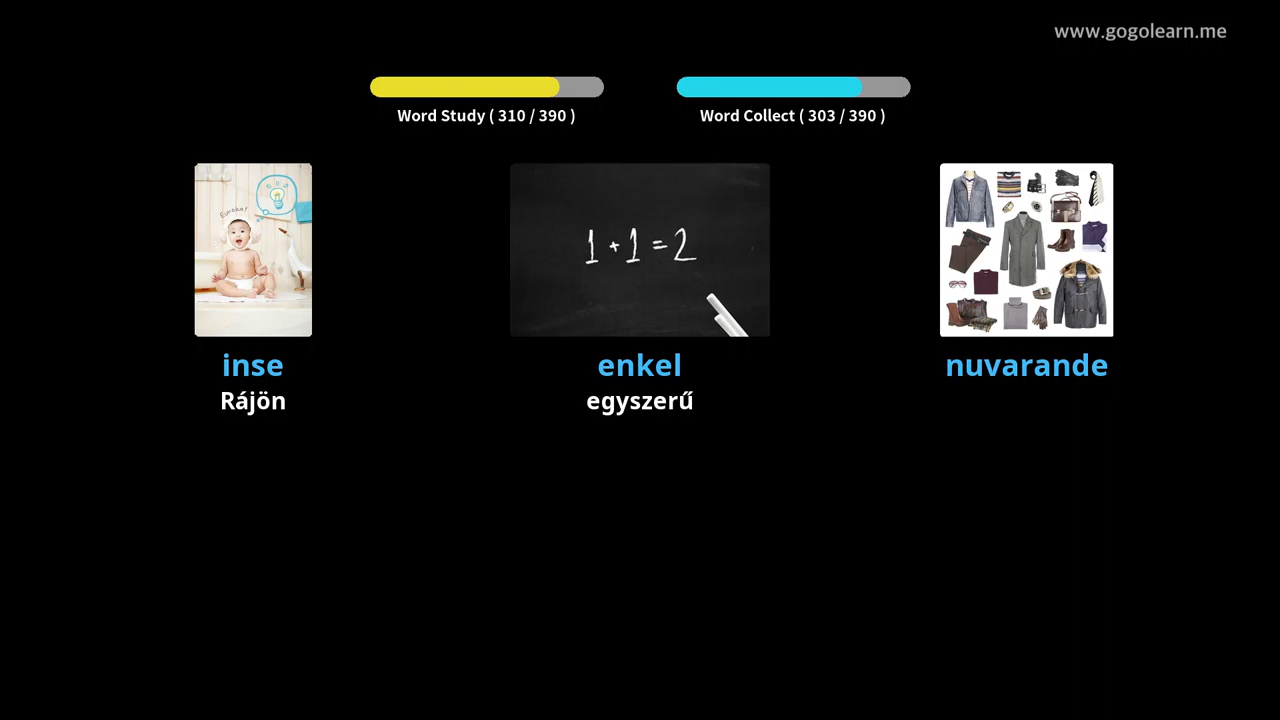 www.gogolearn.me
Word Study ( 310 / 390 )
Word Collect ( 303 / 390 )
Eureka!
1+1=2
inse
enkel
nuvarande
Rájön
egyszerű